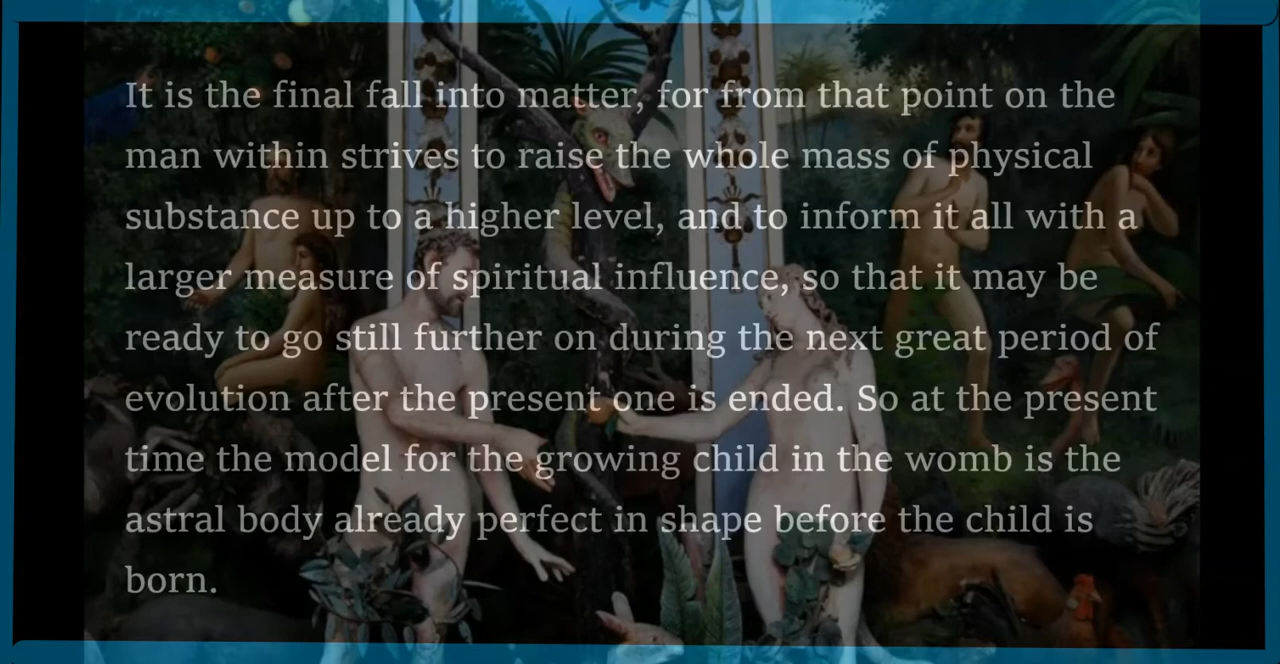 It is the final fall into matter, for from that point on the
man within strives to raise the whole mass of physical
substance up to a higher level, and to inform it all with a
larger measure of spiritual influence, so that it may be
ready to go still further on during the next great period of
evolution after the present one is ended. So at the present
time the model for the growing child in the womb is the
astral body already perfect in shape before the child is
born.